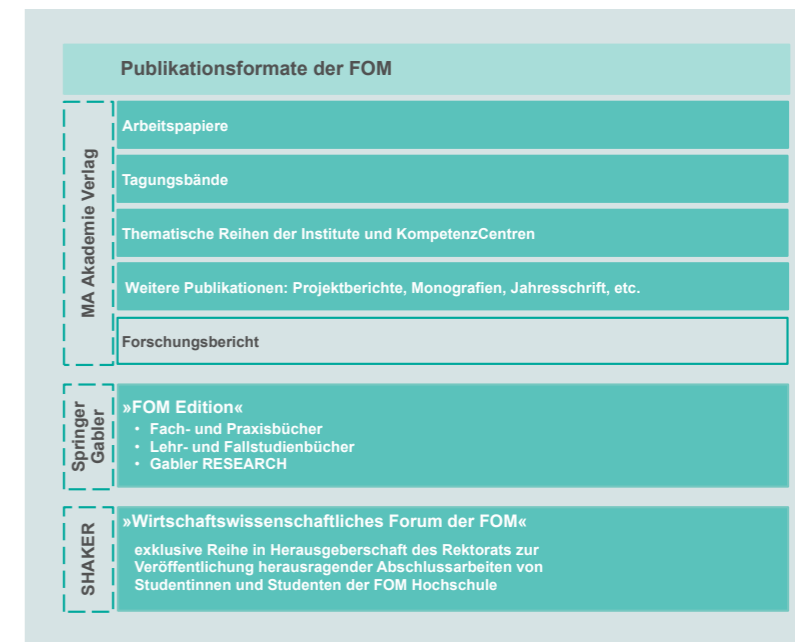 Publikationsformate der FOM
MA Akademie Verlag
Arbeitspapiere
Tagungsbände
Thematische Reihen der Institute und KompetenzCentren
Weitere Publikationen: Projektberichte, Monografien, Jahresschrift, etc.
Forschungsbericht
Springer
Gabler
»FOM Edition«
• Fach- und Praxisbücher
• Lehr- und Fallstudienbücher
• Gabler RESEARCH
SHAKER
»Wirtschaftswissenschaftliches Forum der FOM«
exklusive Reihe in Herausgeberschaft des Rektorats zur
Veröffentlichung herausragender Abschlussarbeiten von
Studentinnen und Studenten der FOM Hochschule